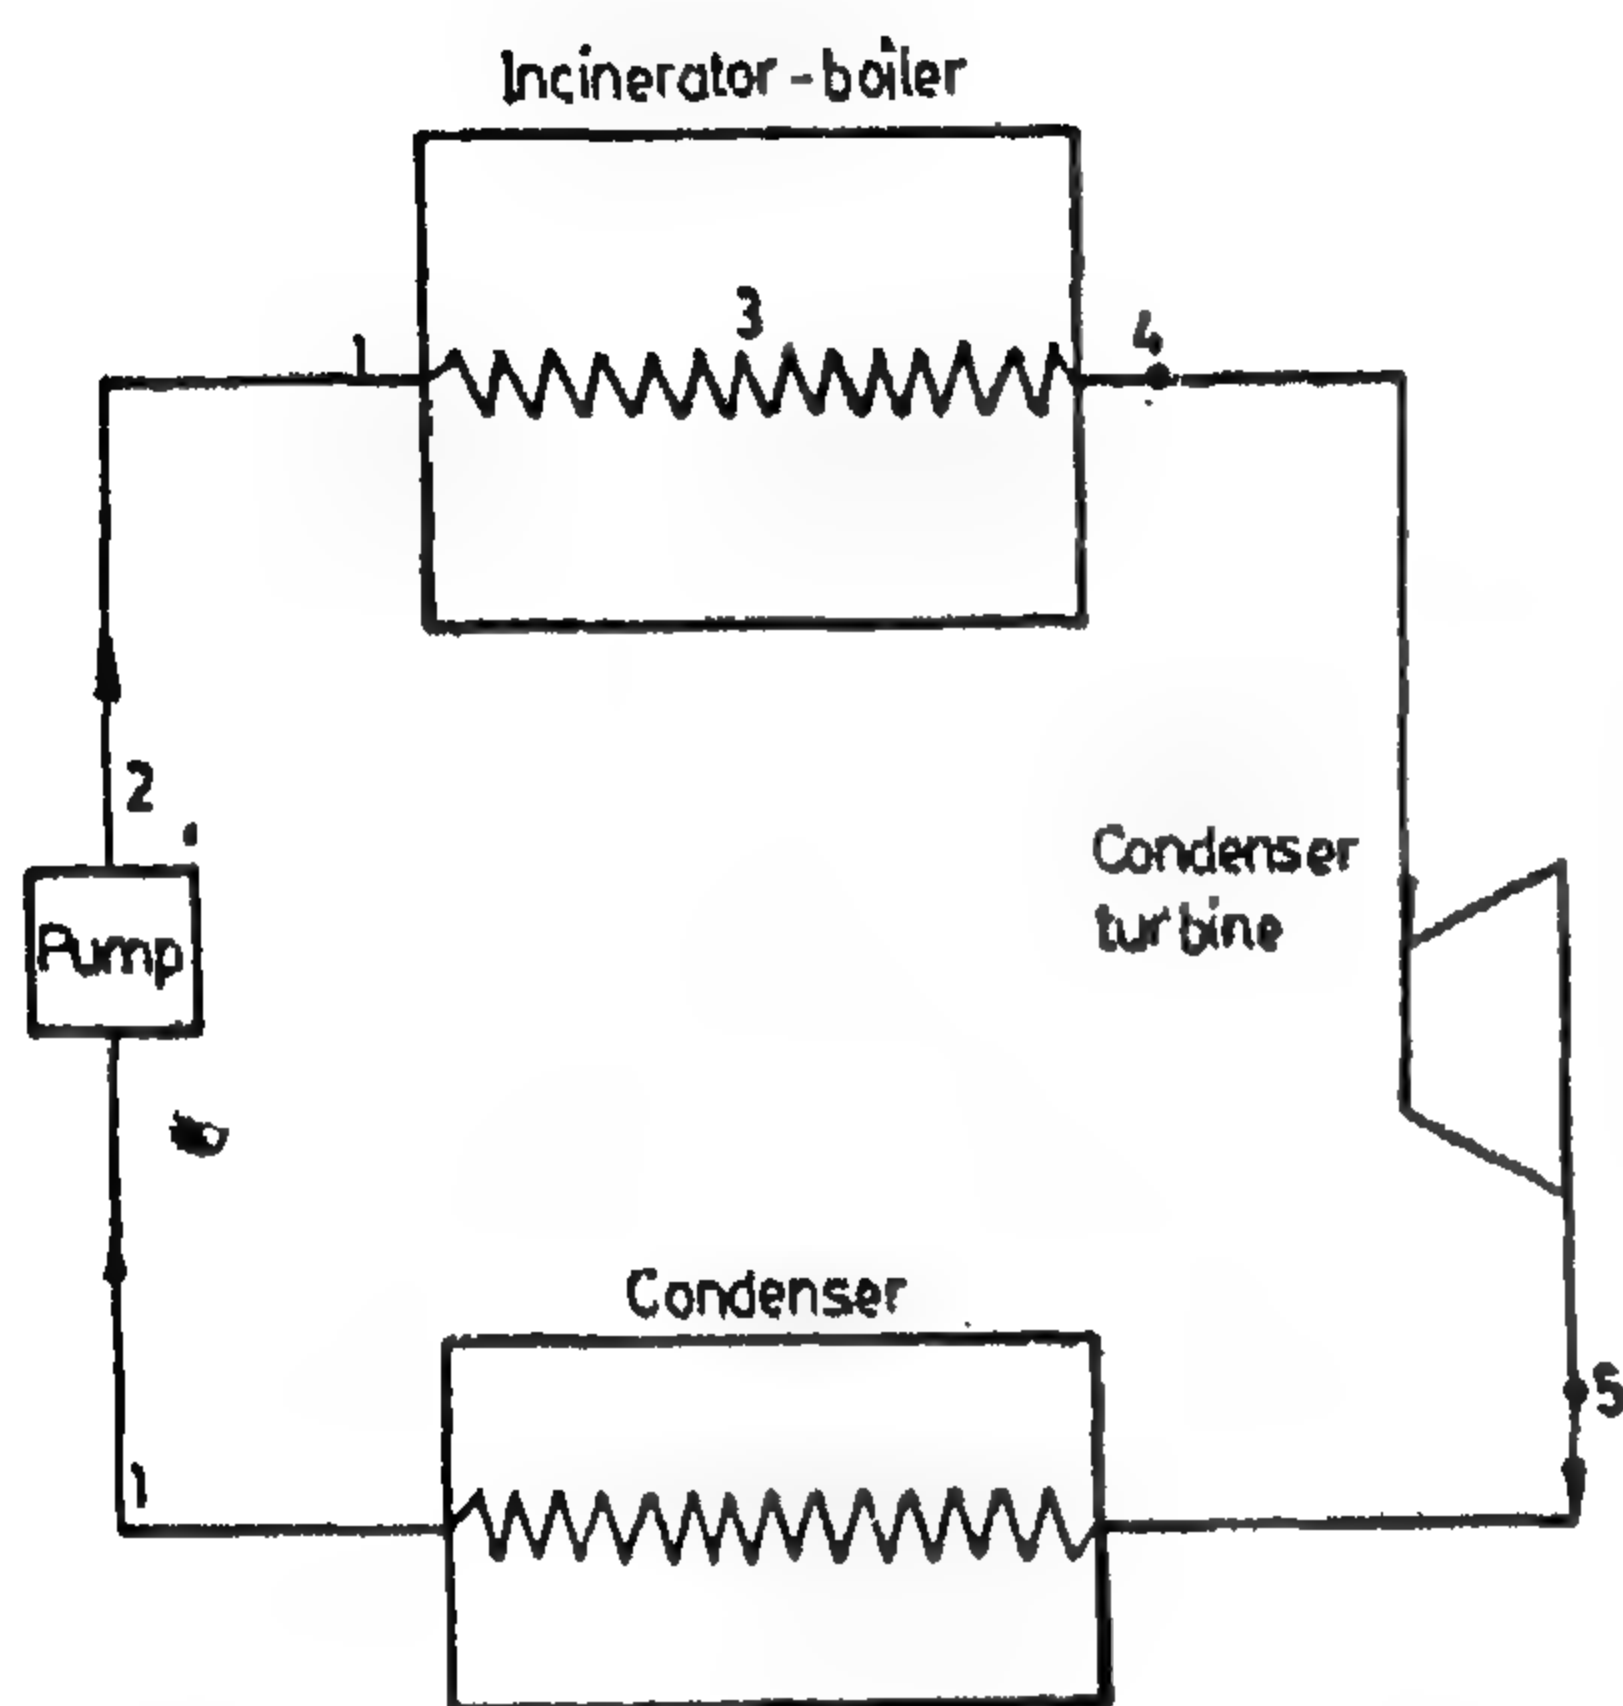 Incinerator-boiler
3
4
1
2
Pump
Condenser
turbine
Condenser
5
1